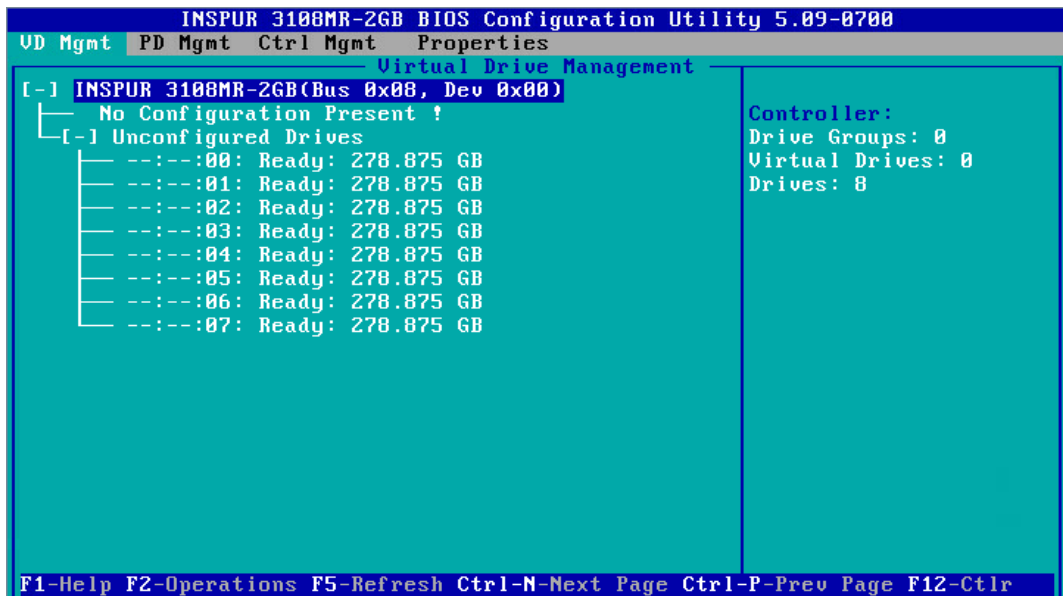 INSPUR 3108MR-2GB BIOS Configuration Utility 5.09-0700
VD Mgmt PD Mgmt Ctrl Mgmt Properties
Virtual Drive Management
[-] INSPUR 3108MR-2GB(Bus 0x08, Dev 0x00)
No Configuration Present !
[-] Unconfigured Drives
--:--:00: Ready: 278.875 GB
--:--:01: Ready: 278.875 GB
--:--:02: Ready: 278.875 GB
--:--:03: Ready: 278.875 GB
--:--:04: Ready: 278.875 GB
--:--:05: Ready: 278.875 GB
--:--:06: Ready: 278.875 GB
--:--:07: Ready: 278.875 GB
Controller:
Drive Groups: 0
Virtual Drives: 0
Drives: 8
F1-Help F2-Operations F5-Refresh Ctrl-N-Next Page Ctrl-P-Prev Page F12-Ctlr